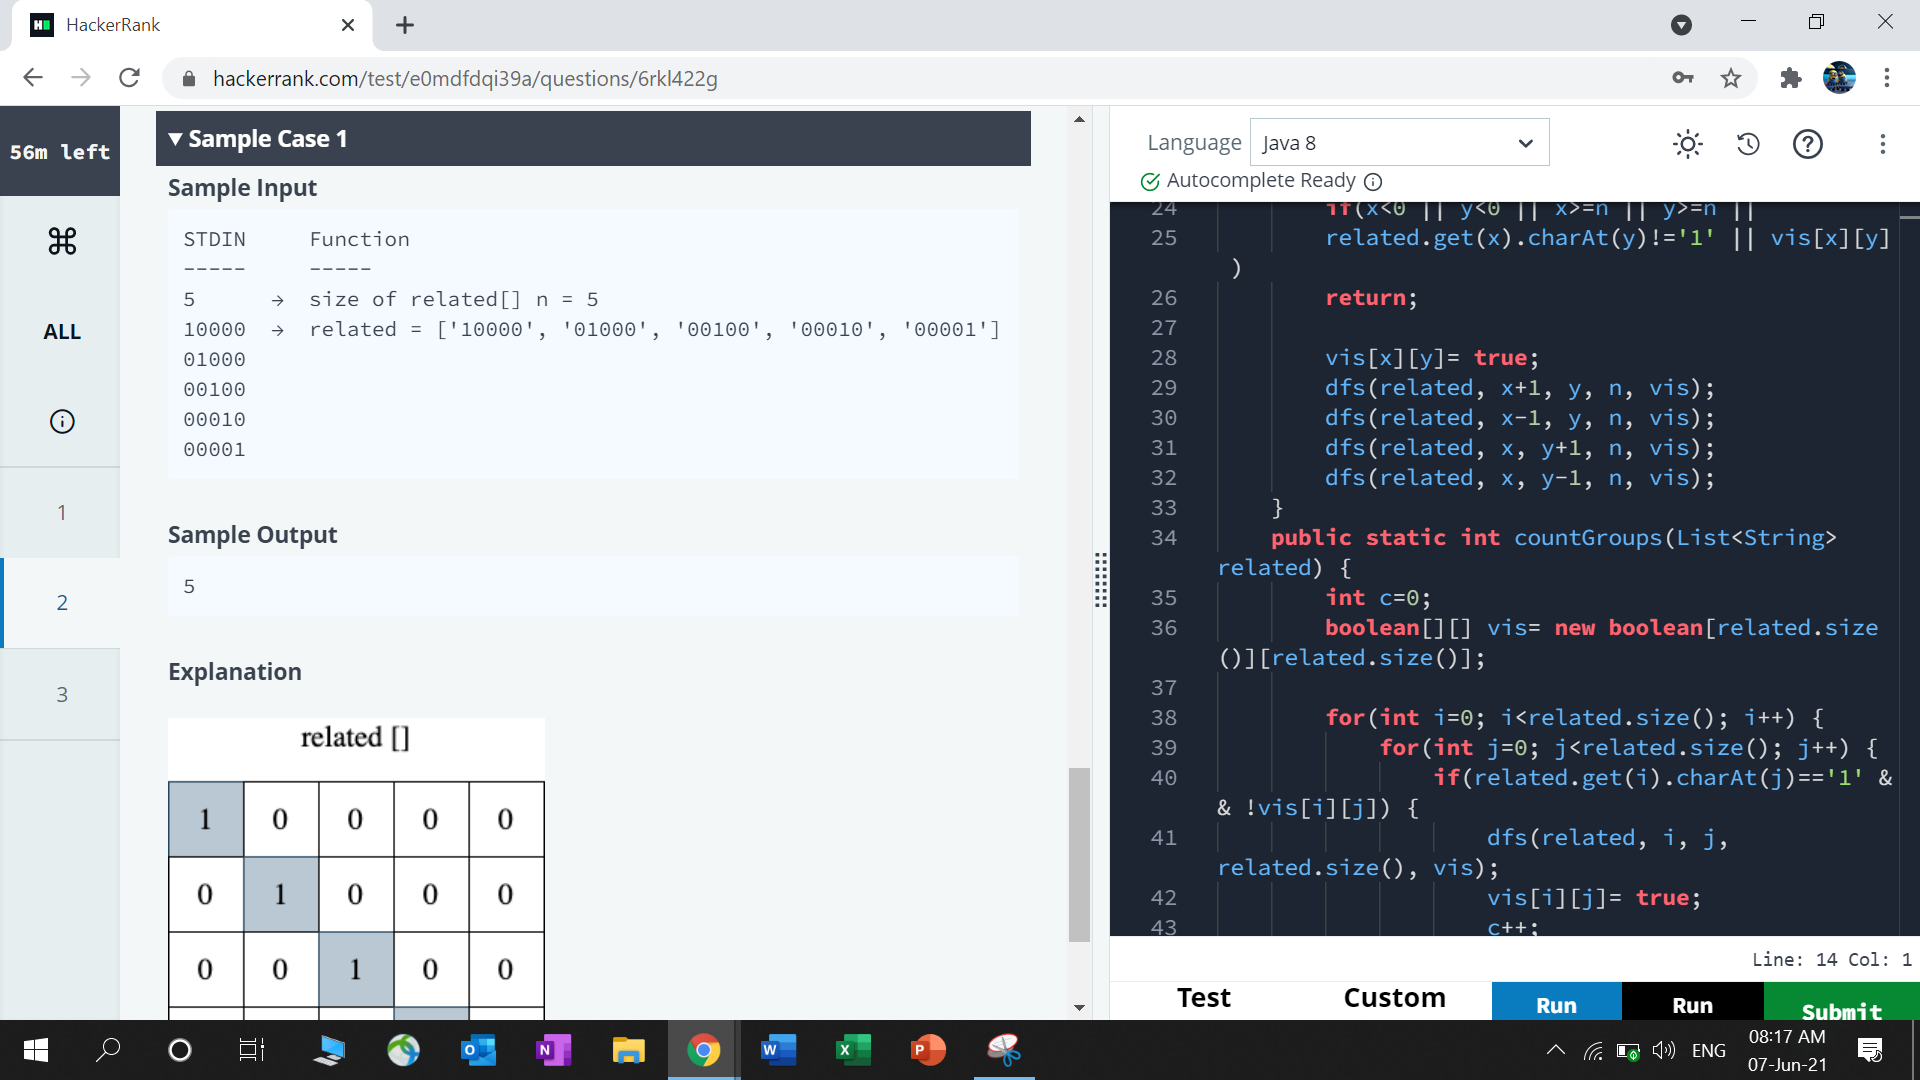 HackerRank
hackerrank.com/test/e0mdfdqi39a/questions/6rkl422g
56m left
ALL
1
2
3
▼ Sample Case 1
Sample Input
STDIN Function
----- -----
5 → size of related[] n = 5
10000 → related = ['10000', '01000', '00100', '00010', '00001']
01000
00100
00010
00001
Sample Output
5
Explanation
related []
1 0 0 0 0
0 1 0 0 0
0 0 1 0 0
Language Java 8
Autocomplete Ready
24 if(x<0 || y<0 || x>=n || y>=n ||
25 related.get(x).charAt(y)!='1' || vis[x][y]
)
26 return;
27
28 vis[x][y]= true;
29 dfs(related, x+1, y, n, vis);
30 dfs(related, x-1, y, n, vis);
31 dfs(related, x, y+1, n, vis);
32 dfs(related, x, y-1, n, vis);
33 }
34 public static int countGroups(List<String>
related) {
35 int c=0;
36 boolean[][] vis= new boolean[related.size
()][related.size()];
37
38 for(int i=0; i<related.size(); i++) {
39 for(int j=0; j<related.size(); j++) {
40 if(related.get(i).charAt(j)=='1' &
& !vis[i][j]) {
41 dfs(related, i, j,
related.size(), vis);
42 vis[i][j]= true;
43 c++;
Line: 14 Col: 1
Test Custom Run Run Submit
ENG
08:17 AM
07-Jun-21